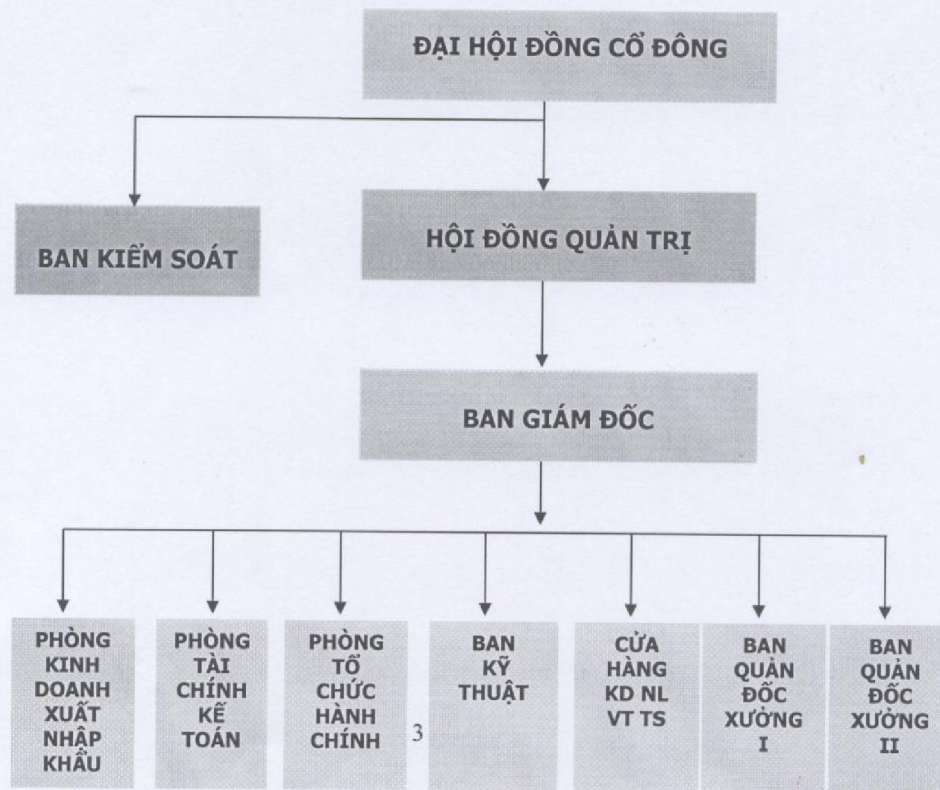 ĐẠI HỘI ĐỒNG CỔ ĐÔNG
BAN KIỂM SOÁT
HỘI ĐỒNG QUẢN TRỊ
BAN GIÁM ĐỐC
PHÒNG
KINH
DOANH
XUẤT
NHẬP
KHẨU
PHÒNG
TÀI
CHÍNH
KẾ
TOÁN
PHÒNG
TỔ
CHỨC
HÀNH
CHÍNH
BAN
KỸ
THUẬT
CỬA
HÀNG
KD NL
VT TS
BAN
QUẢN
ĐỐC
XƯỞNG
I
BAN
QUẢN
ĐỐC
XƯỞNG
II
3